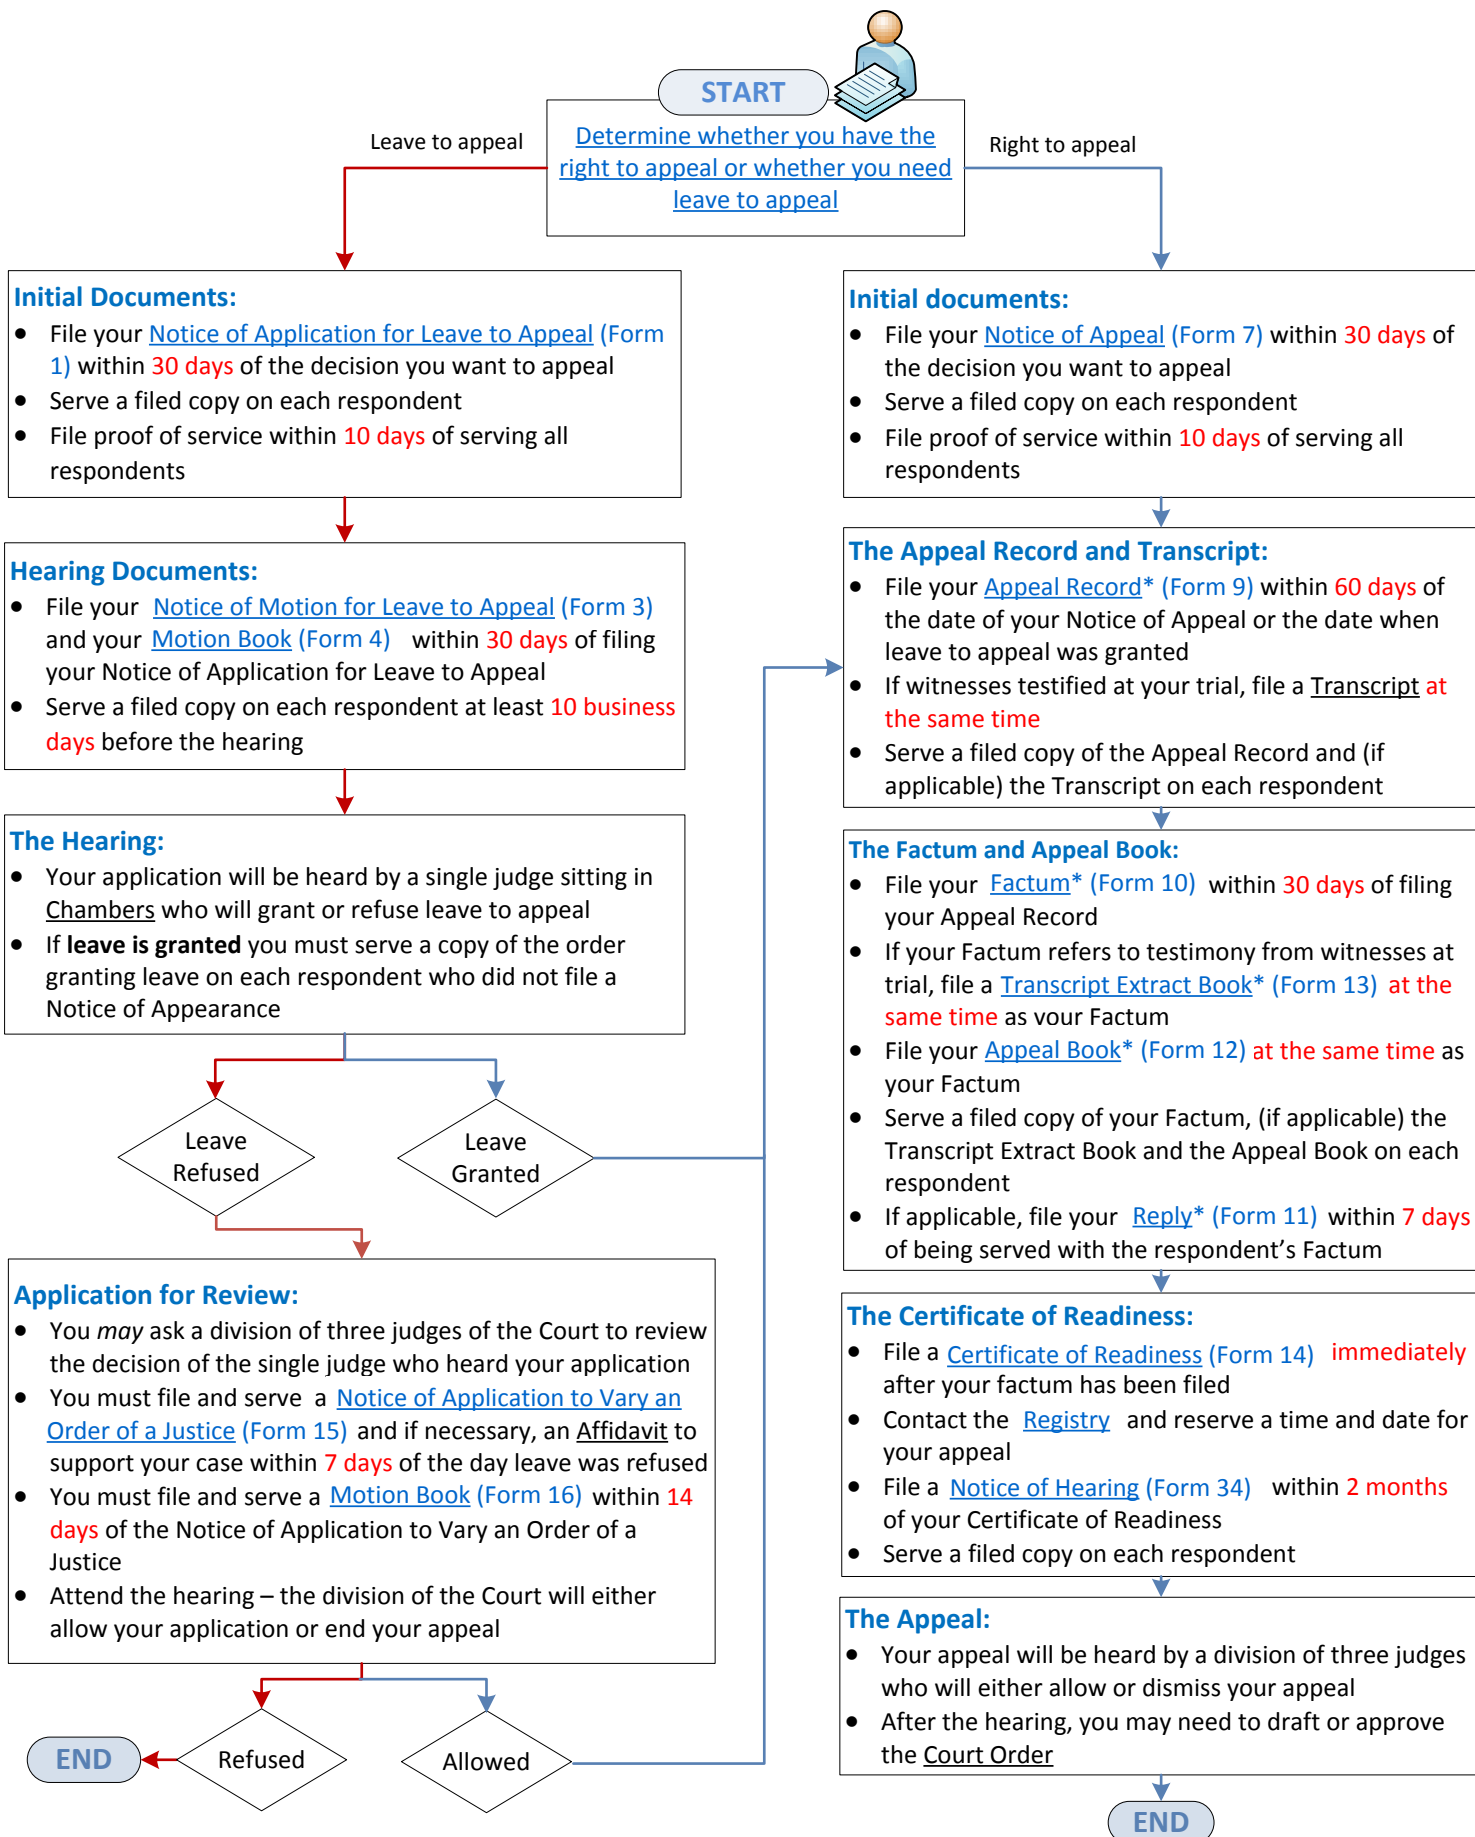 START
Determine whether you have the
right to appeal or whether you need
leave to appeal
Leave to appeal
Right to appeal
Initial Documents:
• File your Notice of Application for Leave to Appeal (Form
1) within 30 days of the decision you want to appeal
• Serve a filed copy on each respondent
• File proof of service within 10 days of serving all
respondents
Hearing Documents:
• File your Notice of Motion for Leave to Appeal (Form 3)
and your Motion Book (Form 4) within 30 days of filing
your Notice of Application for Leave to Appeal
• Serve a filed copy on each respondent at least 10 business
days before the hearing
The Hearing:
• Your application will be heard by a single judge sitting in
Chambers who will grant or refuse leave to appeal
• If leave is granted you must serve a copy of the order
granting leave on each respondent who did not file a
Notice of Appearance
Leave
Refused
Leave
Granted
Application for Review:
• You may ask a division of three judges of the Court to review
the decision of the single judge who heard your application
• You must file and serve a Notice of Application to Vary an
Order of a Justice (Form 15) and if necessary, an Affidavit to
support your case within 7 days of the day leave was refused
• You must file and serve a Motion Book (Form 16) within 14
days of the Notice of Application to Vary an Order of a
Justice
• Attend the hearing – the division of the Court will either
allow your application or end your appeal
END
Refused
Allowed
Initial documents:
• File your Notice of Appeal (Form 7) within 30 days of
the decision you want to appeal
• Serve a filed copy on each respondent
• File proof of service within 10 days of serving all
respondents
The Appeal Record and Transcript:
• File your Appeal Record* (Form 9) within 60 days of
the date of your Notice of Appeal or the date when
leave to appeal was granted
• If witnesses testified at your trial, file a Transcript at
the same time
• Serve a filed copy of the Appeal Record and (if
applicable) the Transcript on each respondent
The Factum and Appeal Book:
• File your Factum* (Form 10) within 30 days of filing
your Appeal Record
• If your Factum refers to testimony from witnesses at
trial, file a Transcript Extract Book* (Form 13) at the
same time as your Factum
• File your Appeal Book* (Form 12) at the same time as
your Factum
• Serve a filed copy of your Factum, (if applicable) the
Transcript Extract Book and the Appeal Book on each
respondent
• If applicable, file your Reply* (Form 11) within 7 days
of being served with the respondent's Factum
The Certificate of Readiness:
• File a Certificate of Readiness (Form 14) immediately
after your factum has been filed
• Contact the Registry and reserve a time and date for
your appeal
• File a Notice of Hearing (Form 34) within 2 months
of your Certificate of Readiness
• Serve a filed copy on each respondent
The Appeal:
• Your appeal will be heard by a division of three judges
who will either allow or dismiss your appeal
• After the hearing, you may need to draft or approve
the Court Order
END